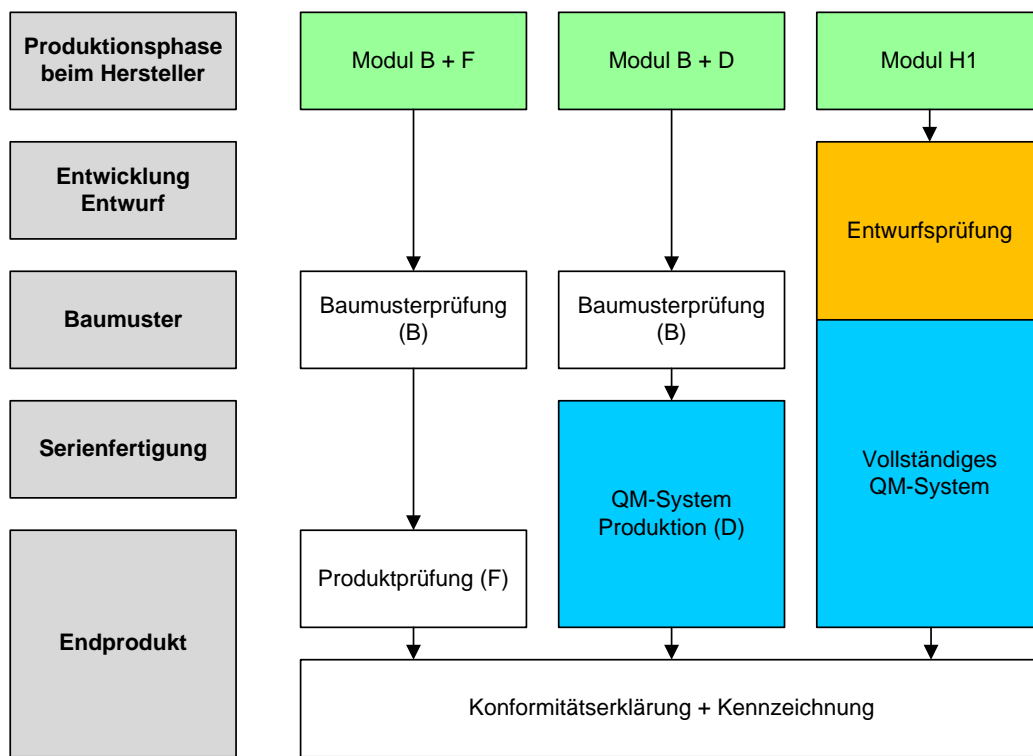 Produktionsphase
beim Hersteller
Modul B + F
Modul B + D
Modul H1
Entwicklung
Entwurf
Entwurfsprüfung
Baumuster
Baumusterprüfung
(B)
Baumusterprüfung
(B)
Serienfertigung
Vollständiges
QM-System
QM-System
Produktion (D)
Produktprüfung (F)
Endprodukt
Konformitätserklärung + Kennzeichnung